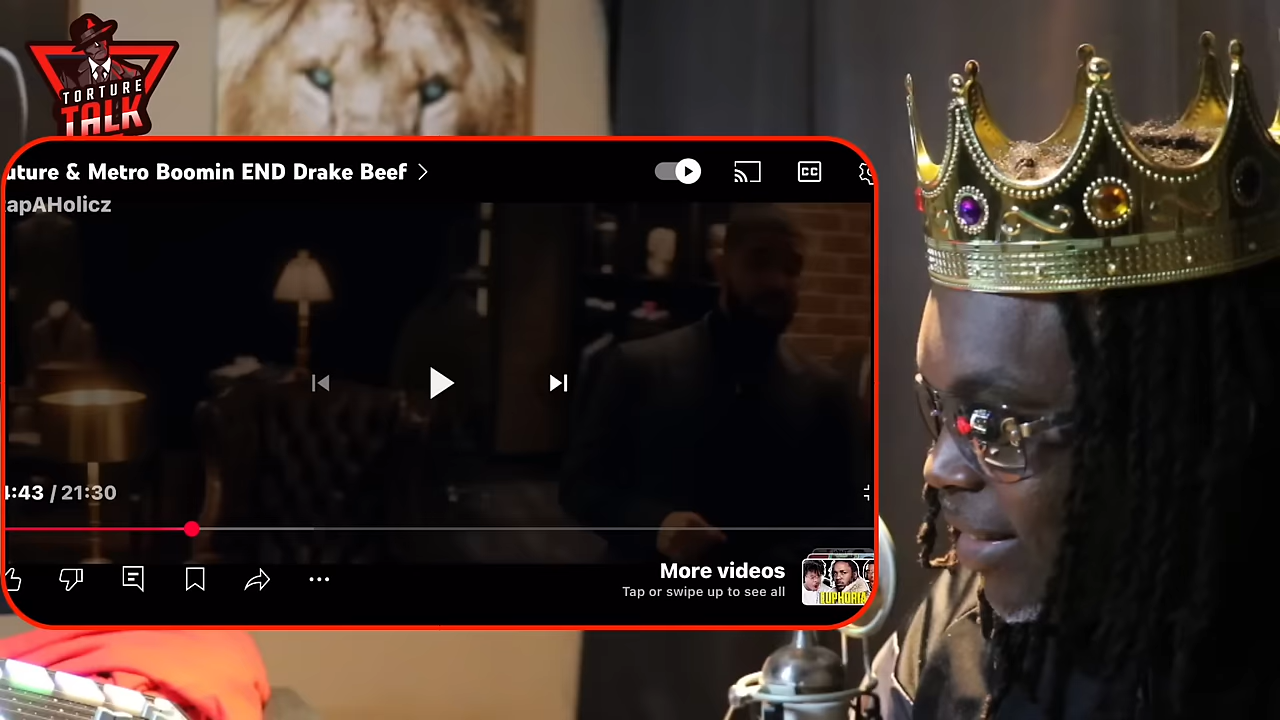 TORTURE
TALK
uture & Metro Boomin END Drake Beef
CC
apAHolicz
4:43 / 21:30
More videos
Tap or swipe up to see all
EUPHORIA